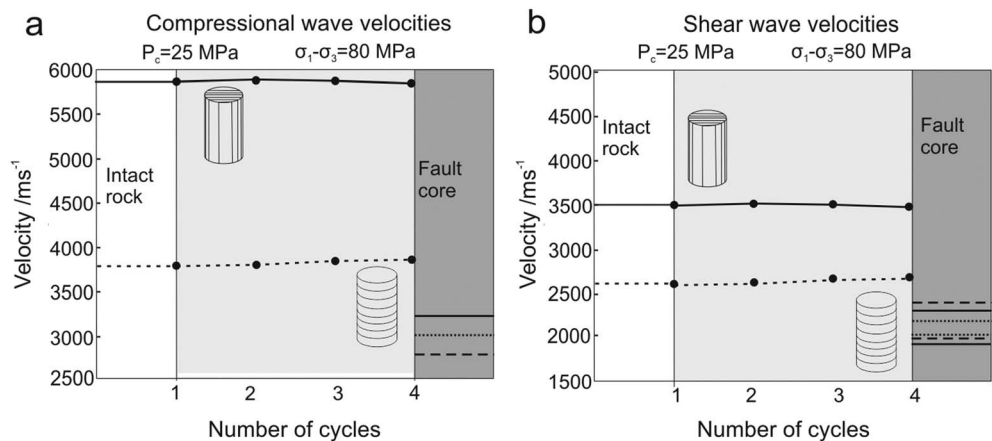 a
Compressional wave velocities
Pc=25 MPa σ1-σ3=80 MPa
6000
5000
4500
4000
3500
3000
2500
Velocity /ms-1
Intact
rock
Fault
core
1 2 3 4
Number of cycles
b
Shear wave velocities
Pc=25 MPa σ1-σ3=80 MPa
5000
4500
4000
3500
3000
2500
2000
1500
Velocity /ms-1
Intact
rock
Fault
core
1 2 3 4
Number of cycles